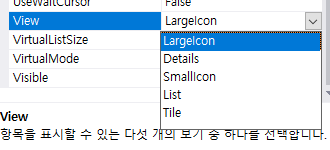 UseWaitCursor False
View LargeIcon
VirtualListSize LargeIcon
VirtualMode Details
Visible SmallIcon
List
Tile
View
항목을 표시할 수 있는 다섯 개의 보기 중 하나를 선택합니다.